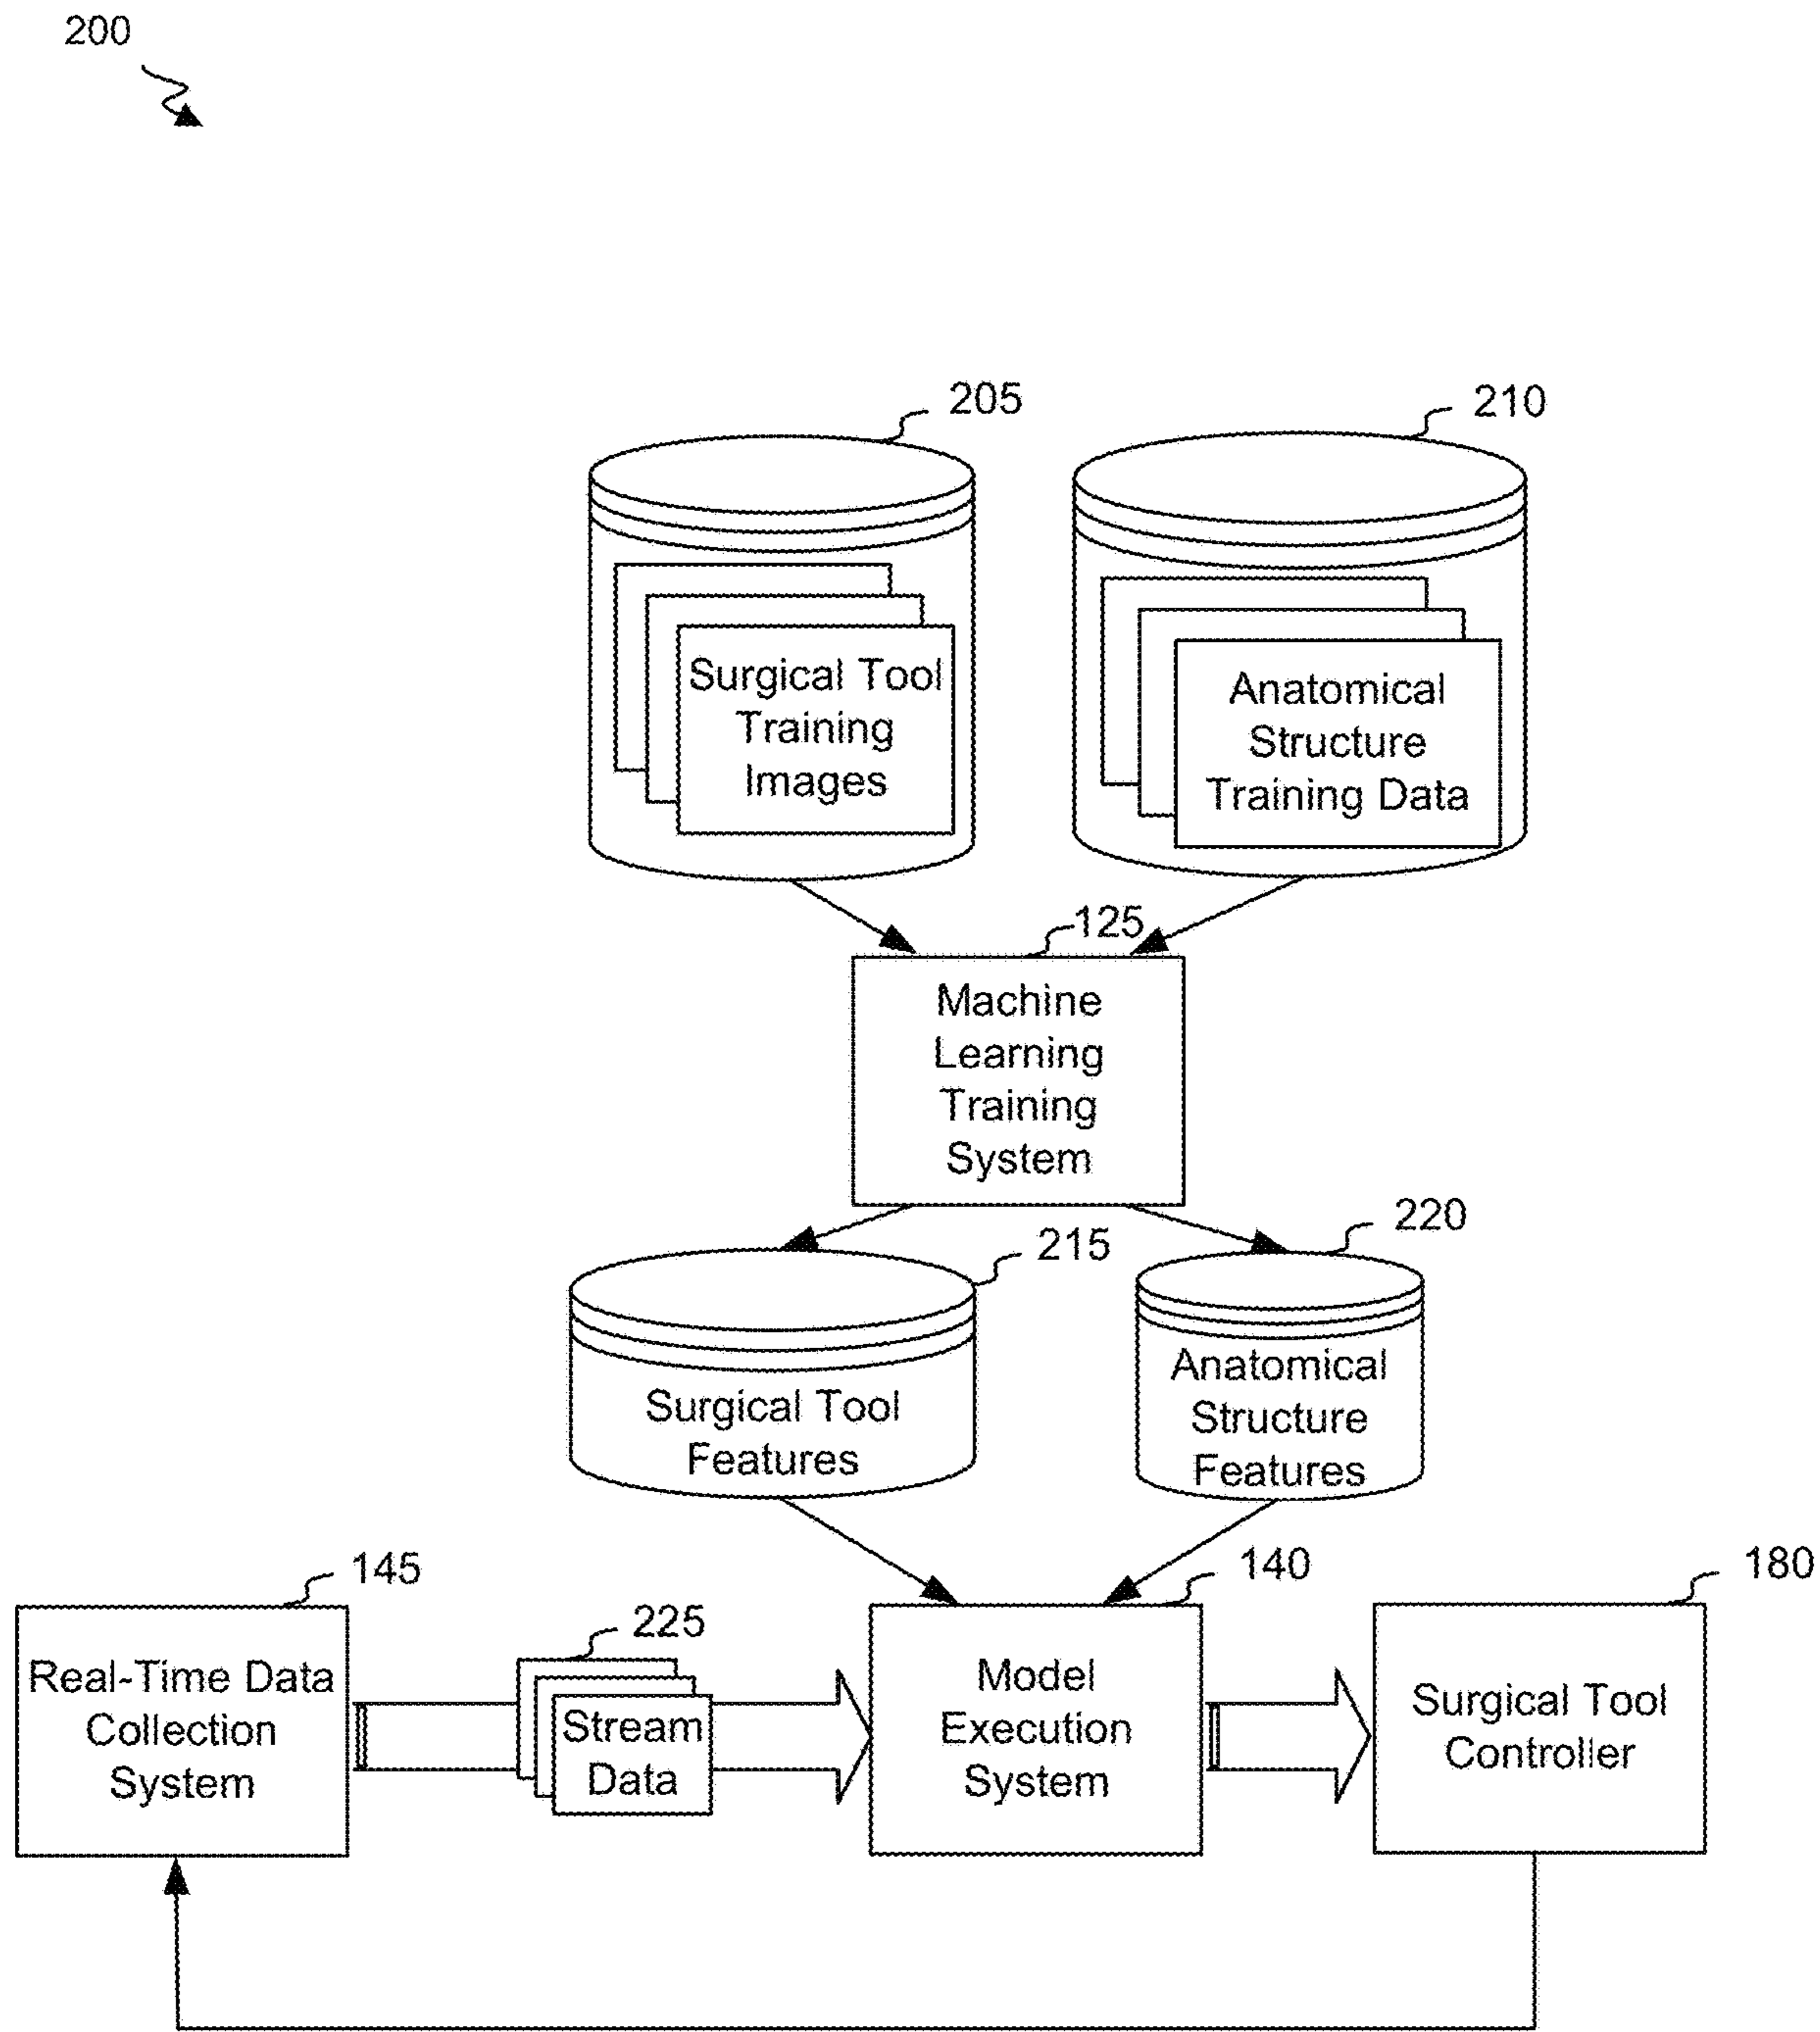 200
205
210
Surgical Tool
Training
Images
Anatomical
Structure
Training Data
125
Machine
Learning
Training
System
215
220
Surgical Tool
Features
Anatomical
Structure
Features
145
225
140
180
Real-Time Data
Collection
System
Stream
Data
Model
Execution
System
Surgical Tool
Controller